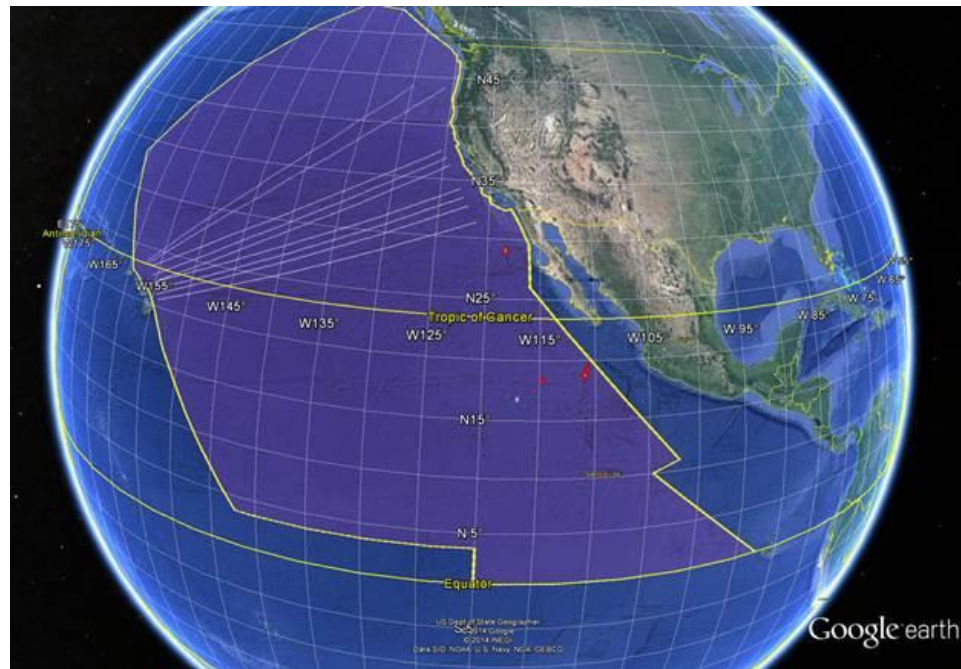 N45°
N35°
Antimeridian
W175°
W165°
W155°
W145°
W135°
W125°
N25°
Tropic of Cancer
W115°
W105°
W 95°
W 85°
W 75°
W 65°
N15°
N 5°
Equator
US Dept of State Geographer
© 2014 Google
© 2014 INEGI
Data SIO, NOAA, U.S. Navy, NGA, GEBCO
Google earth